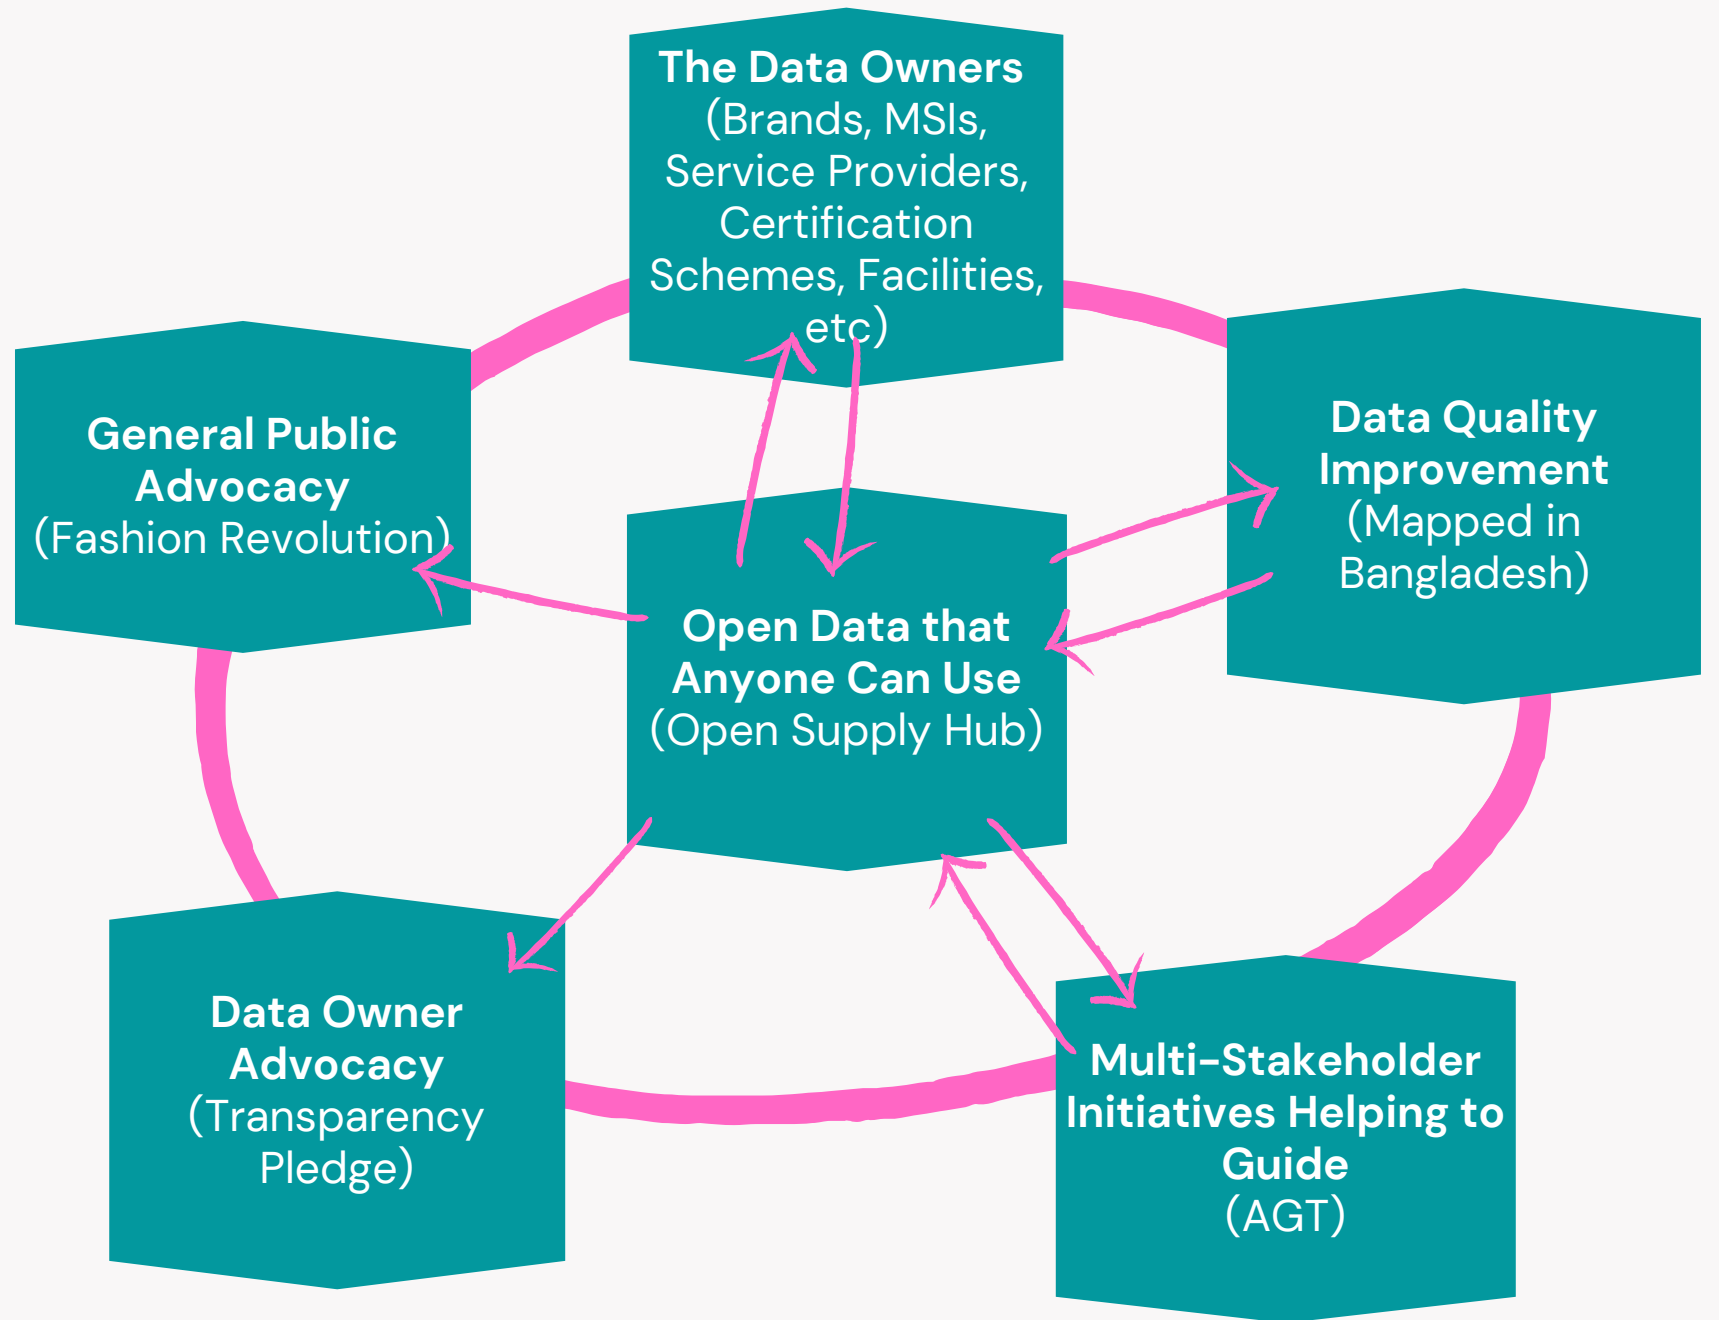 The Data Owners
(Brands, MSIs,
Service Providers,
Certification
Schemes, Facilities,
etc)
General Public
Advocacy
(Fashion Revolution)
Data Quality
Improvement
(Mapped in
Bangladesh)
Open Data that
Anyone Can Use
(Open Supply Hub)
Data Owner
Advocacy
(Transparency
Pledge)
Multi-Stakeholder
Initiatives Helping to
Guide
(AGT)